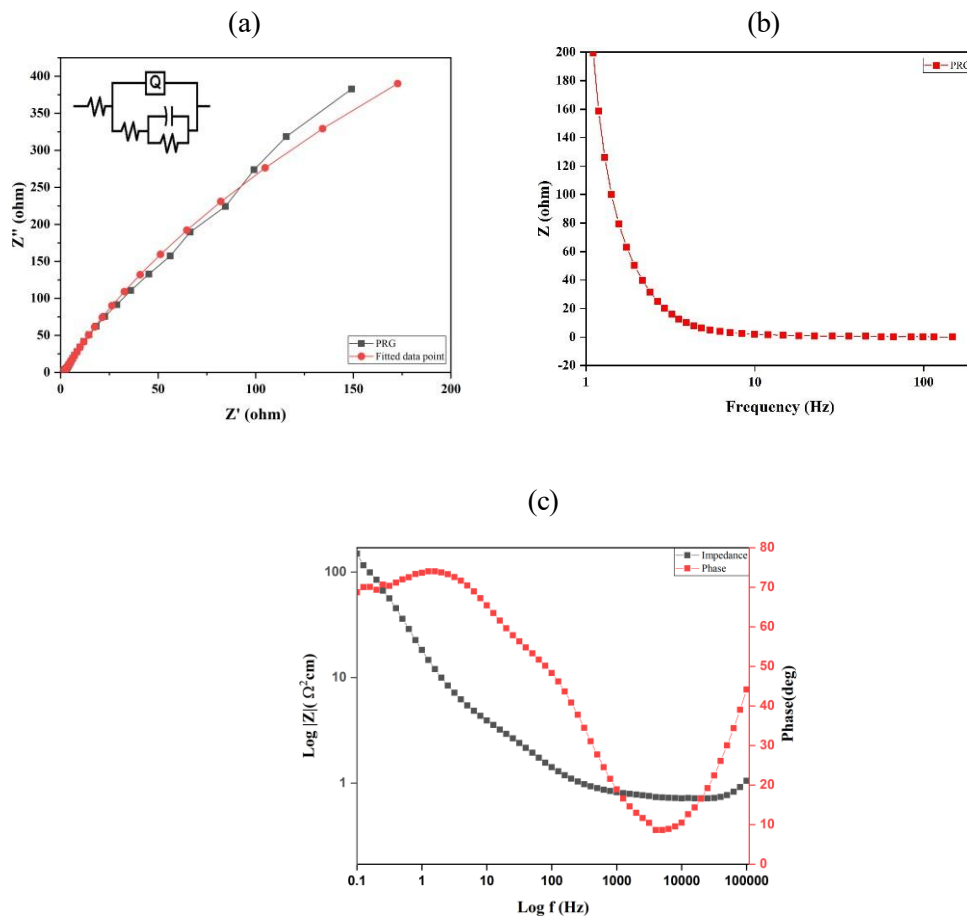 (a)
400
350
300
250
200
150
100
50
0
Z'' (ohm)
Q
PRG
Fitted data point
0 50 100 150 200
Z' (ohm)
(b)
200
180
160
140
120
100
80
60
40
20
0
-20
Z (ohm)
1 10 100
Frequency (Hz)
(c)
100
10
1
Log |Z|( Ω²cm)
Impedance
Phase
80
70
60
50
40
30
20
10
0
Phase(deg)
0.1 1 10 100 1000 10000 100000
Log f (Hz)